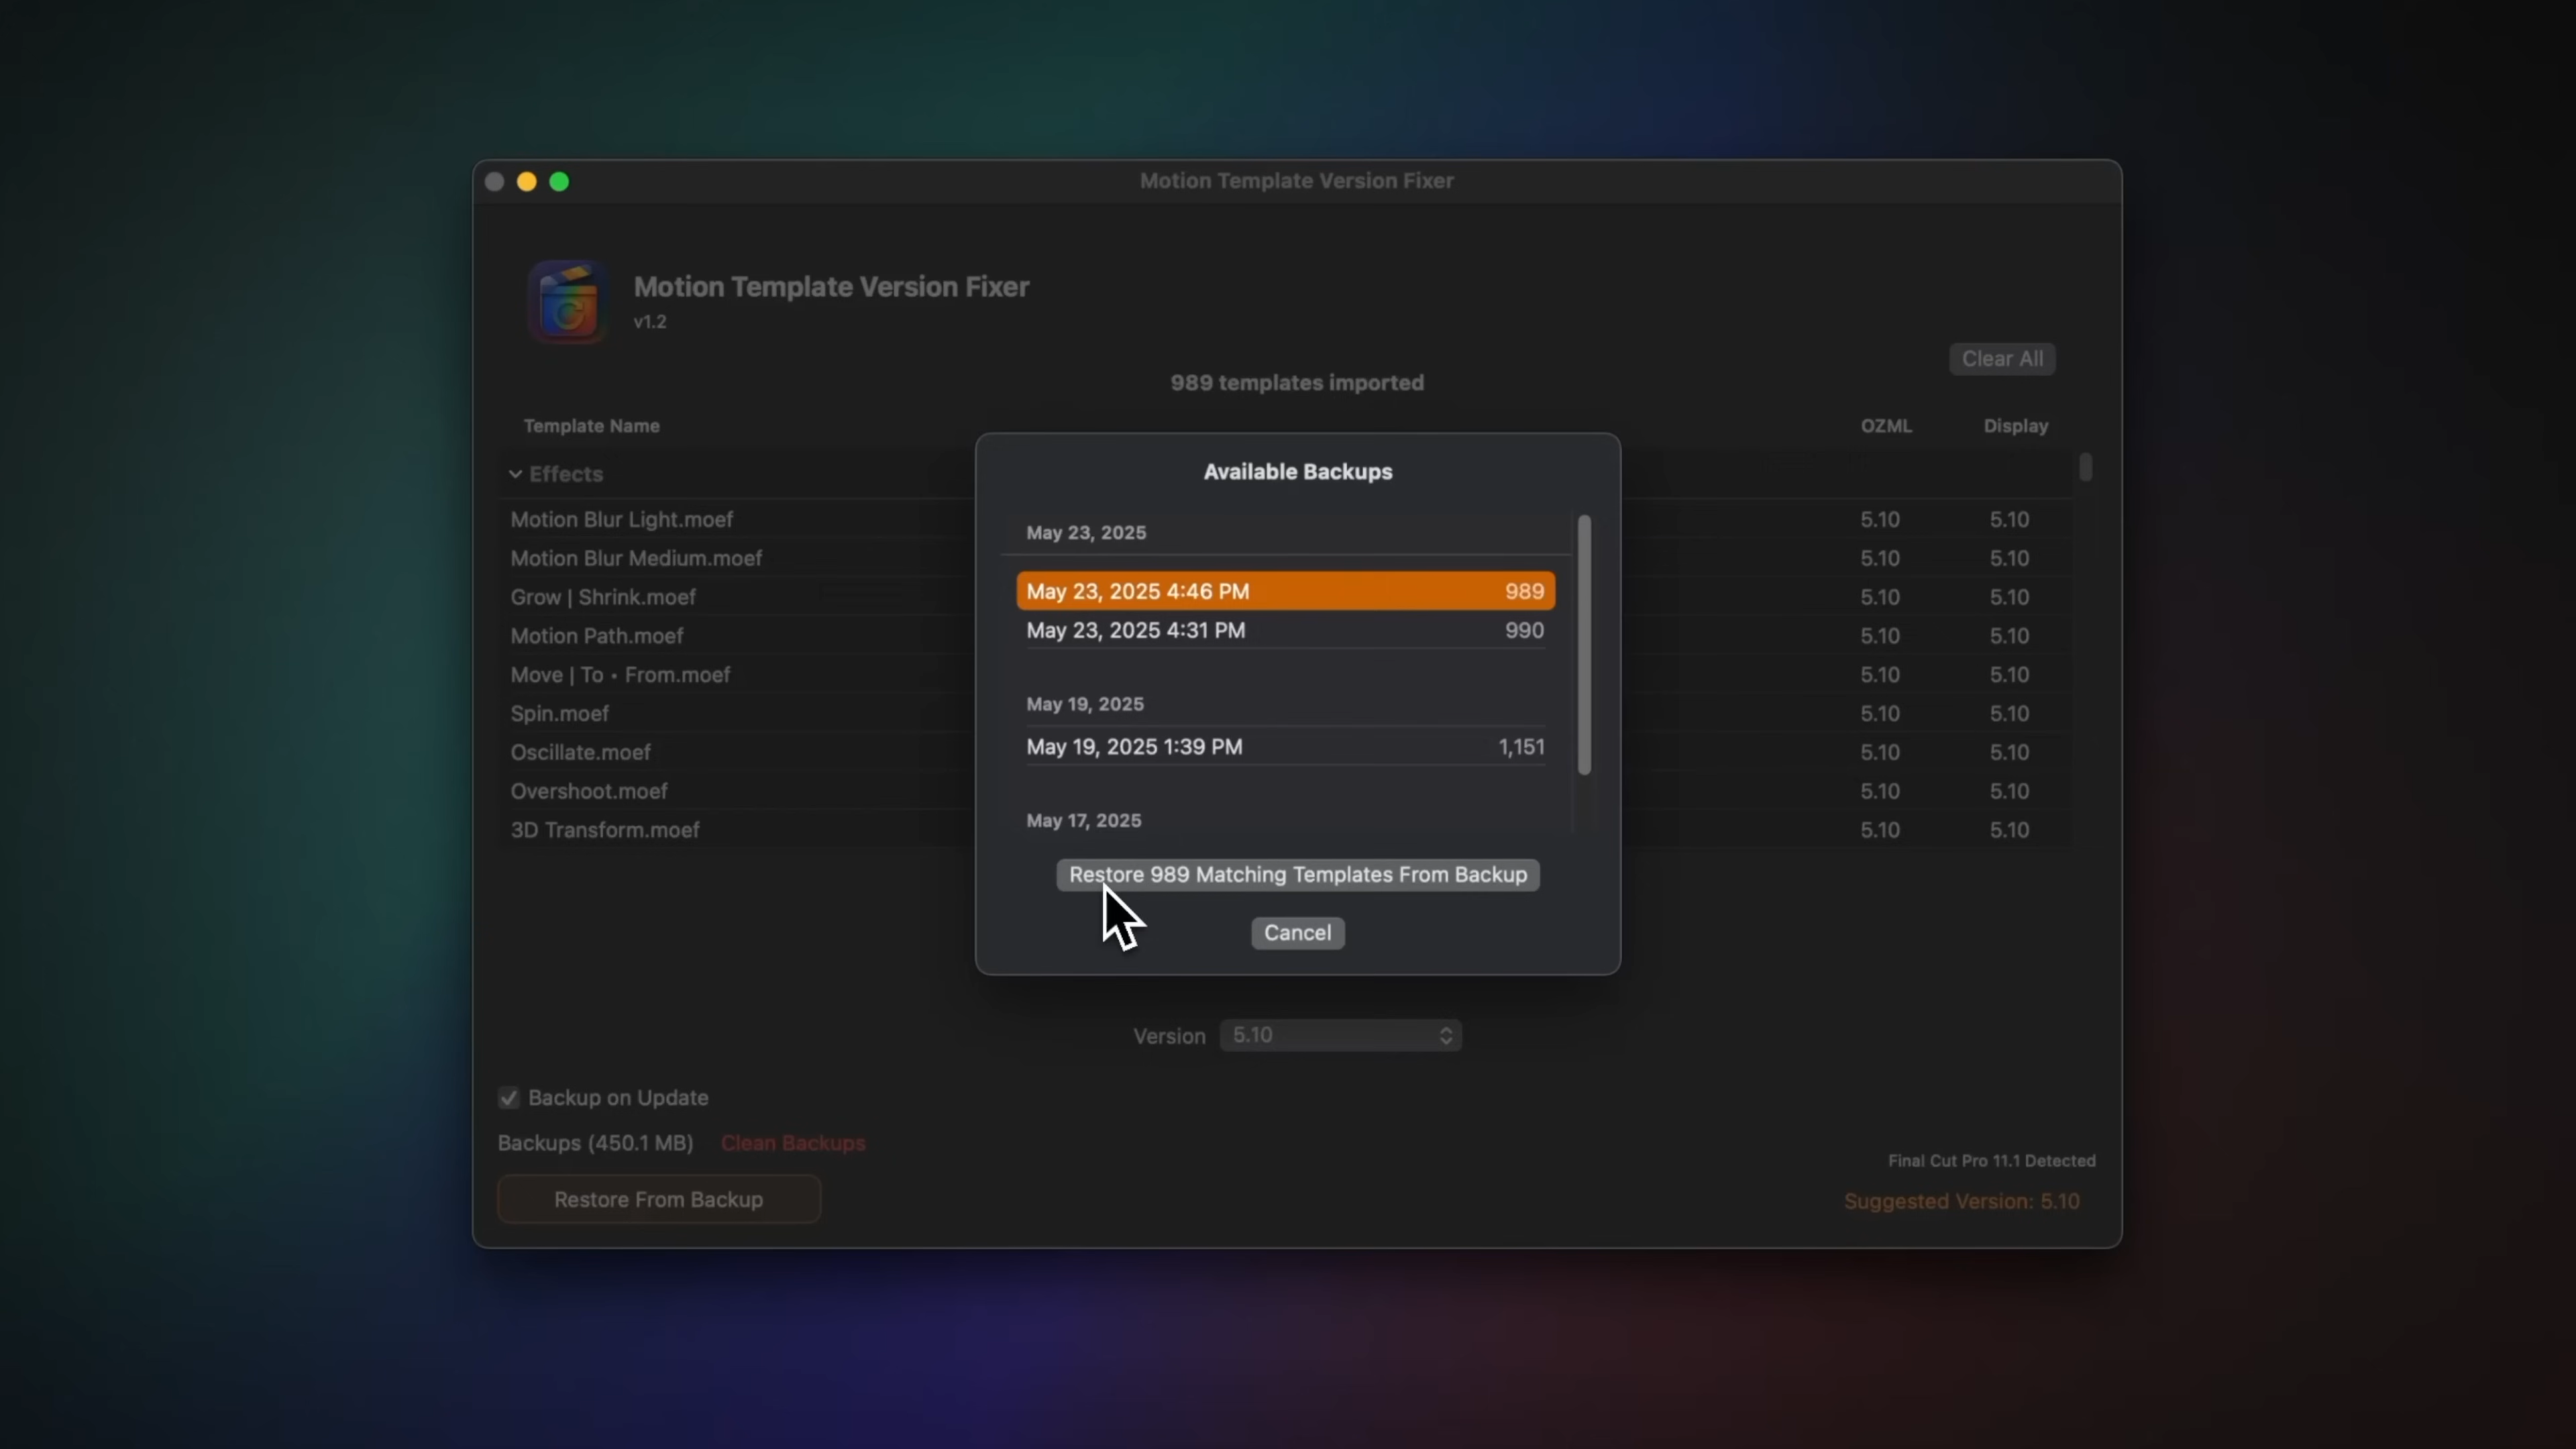 Motion Template Version Fixer
Motion Template Version Fixer
v1.2
Clear All
989 templates imported
Template Name OZML Display
Effects
Motion Blur Light.moef 5.10 5.10
Motion Blur Medium.moef 5.10 5.10
Grow | Shrink.moef 5.10 5.10
Motion Path.moef 5.10 5.10
Move | To • From.moef 5.10 5.10
Spin.moef 5.10 5.10
Oscillate.moef 5.10 5.10
Overshoot.moef 5.10 5.10
3D Transform.moef 5.10 5.10
Available Backups
May 23, 2025
May 23, 2025 4:46 PM 989
May 23, 2025 4:31 PM 990
May 19, 2025
May 19, 2025 1:39 PM 1,151
May 17, 2025
Restore 989 Matching Templates From Backup
Cancel
Version 5.10
Backup on Update
Backups (450.1 MB) Clean Backups
Restore From Backup
Final Cut Pro 11.1 Detected
Suggested Version: 5.10